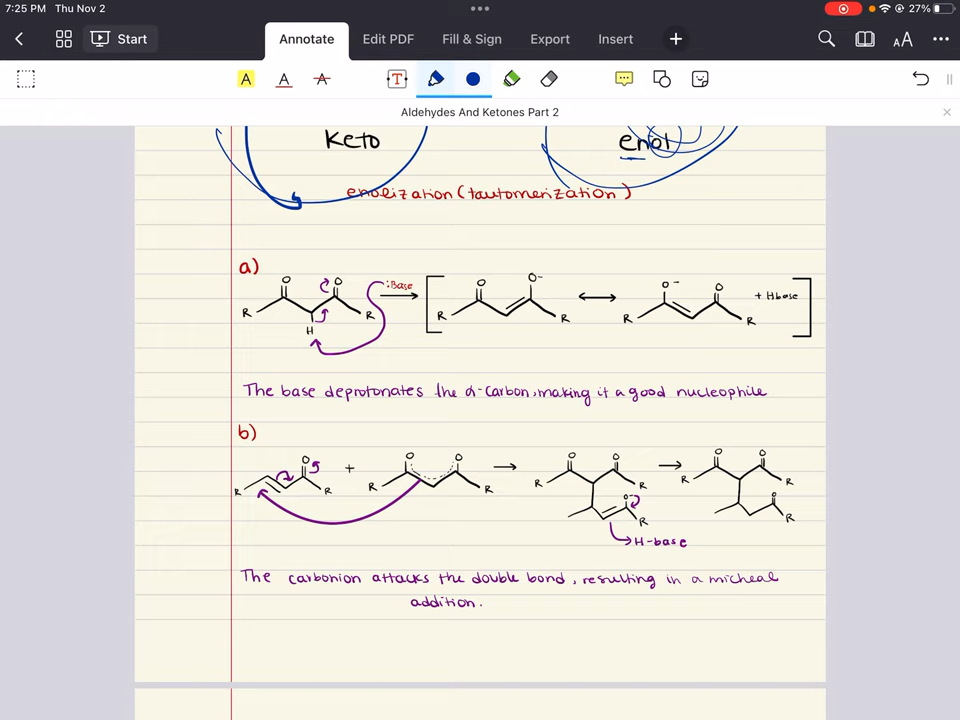 7:25 PM Thu Nov 2
27%
Start
Annotate
Edit PDF
Fill & Sign
Export
Insert
AA
A
A
A
T
Aldehydes And Ketones Part 2
Keto
enol
enolization (tautomerization)
a)
O O :Base O O- O- O
R H R R R R R + Hbase
The base deprotonates the α-carbon, making it a good nucleophile
b)
O + O O O O O O
R R R R R R O- R R R O R
H-base
The carbonion attacks the double bond, resulting in a micheal
addition.